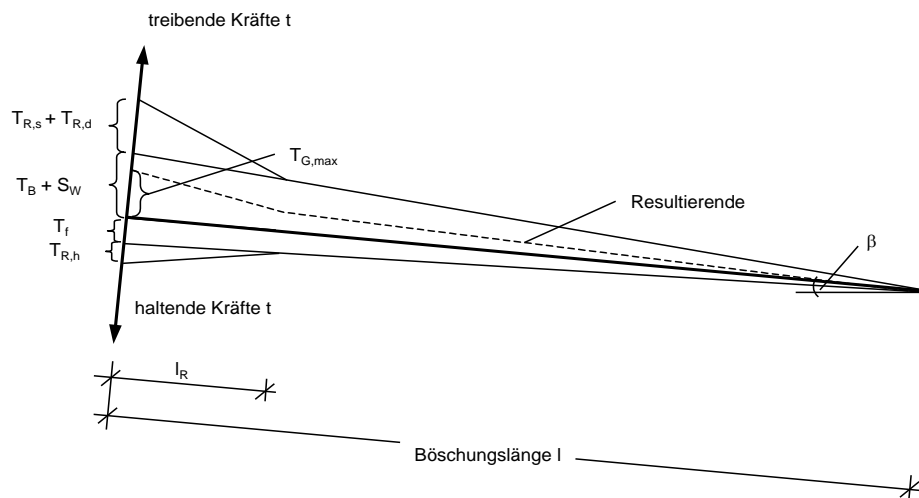 treibende Kräfte t
T_R,s + T_R,d
T_G,max
T_B + S_W
Resultierende
T_f
β
T_R,h
haltende Kräfte t
l_R
Böschungslänge l